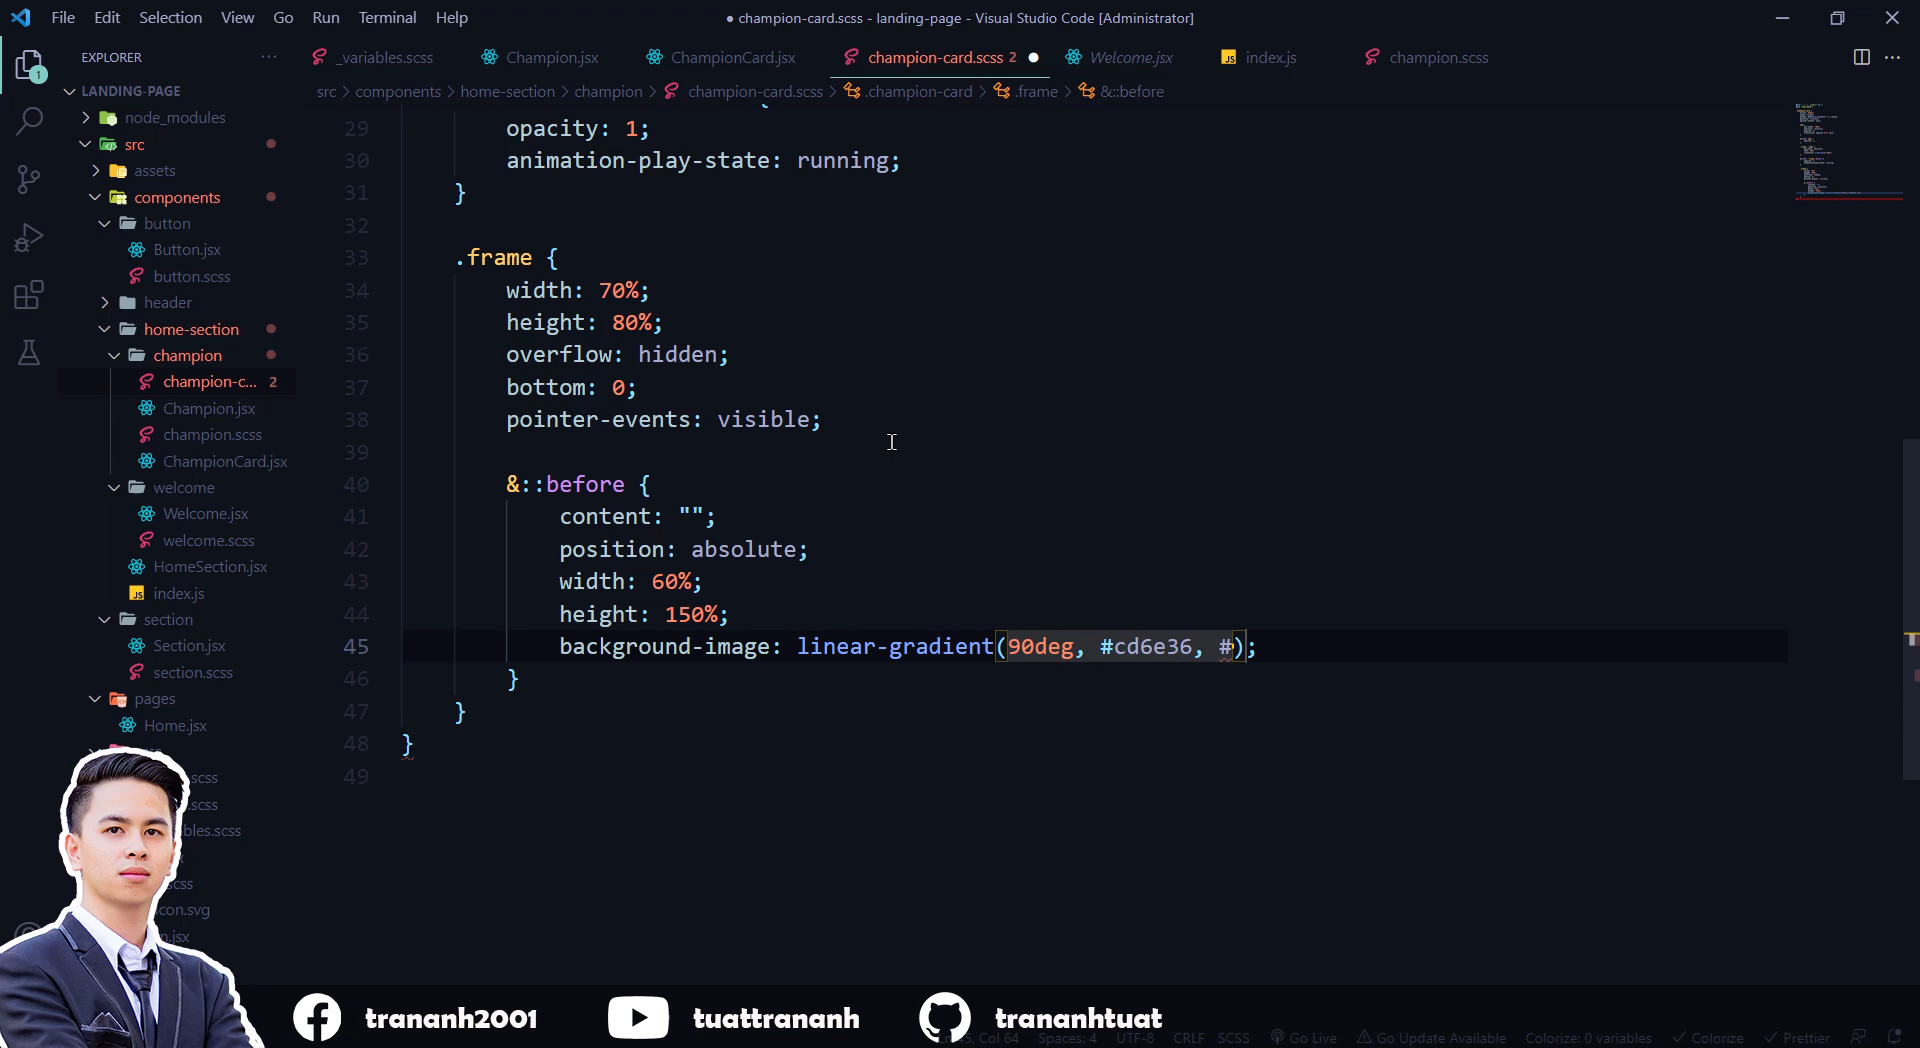 File Edit Selection View Go Run Terminal Help
● champion-card.scss - landing-page - Visual Studio Code [Administrator]
EXPLORER
_variables.scss
Champion.jsx
ChampionCard.jsx
champion-card.scss 2
Welcome.jsx
JS index.js
champion.scss
src > components > home-section > champion > champion-card.scss > .champion-card > .frame > &::before
1
LANDING-PAGE
node_modules
src
assets
components
button
Button.jsx
button.scss
header
home-section
champion
champion-c... 2
Champion.jsx
champion.scss
ChampionCard.jsx
welcome
Welcome.jsx
welcome.scss
HomeSection.jsx
JS index.js
section
Section.jsx
section.scss
pages
Home.jsx
.scss
.scss
bles.scss
scss
con.svg
.jsx
29 opacity: 1;
30 animation-play-state: running;
31 }
32
33 .frame {
34 width: 70%;
35 height: 80%;
36 overflow: hidden;
37 bottom: 0;
38 pointer-events: visible;
39
40 &::before {
41 content: "";
42 position: absolute;
43 width: 60%;
44 height: 150%;
45 background-image: linear-gradient(90deg, #cd6e36, #);
46 }
47 }
48 }
49
trananh2001
tuattrananh
trananhtuat
Ln 45, Col 64 Spaces: 4 UTF-8 CRLF SCSS Go Live Go Update Available Colorize: 0 variables Colorize Prettier